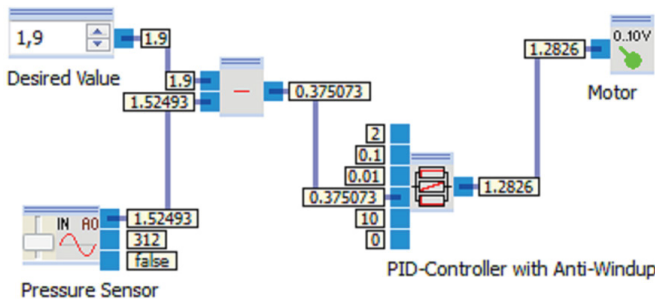 1,9
1.9
Desired Value
1.9
1.52493
0.375073
1.2826
0..10V
Motor
2
0.1
0.01
0.375073
10
0
1.2826
PID-Controller with Anti-Windup
IN AO
1.52493
312
false
Pressure Sensor